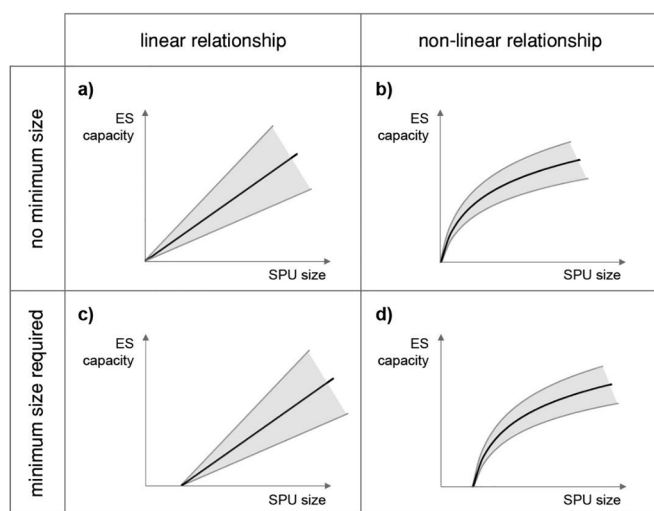 linear relationship
non-linear relationship
no minimum size
a)
ES
capacity
SPU size
b)
ES
capacity
SPU size
minimum size required
c)
ES
capacity
SPU size
d)
ES
capacity
SPU size